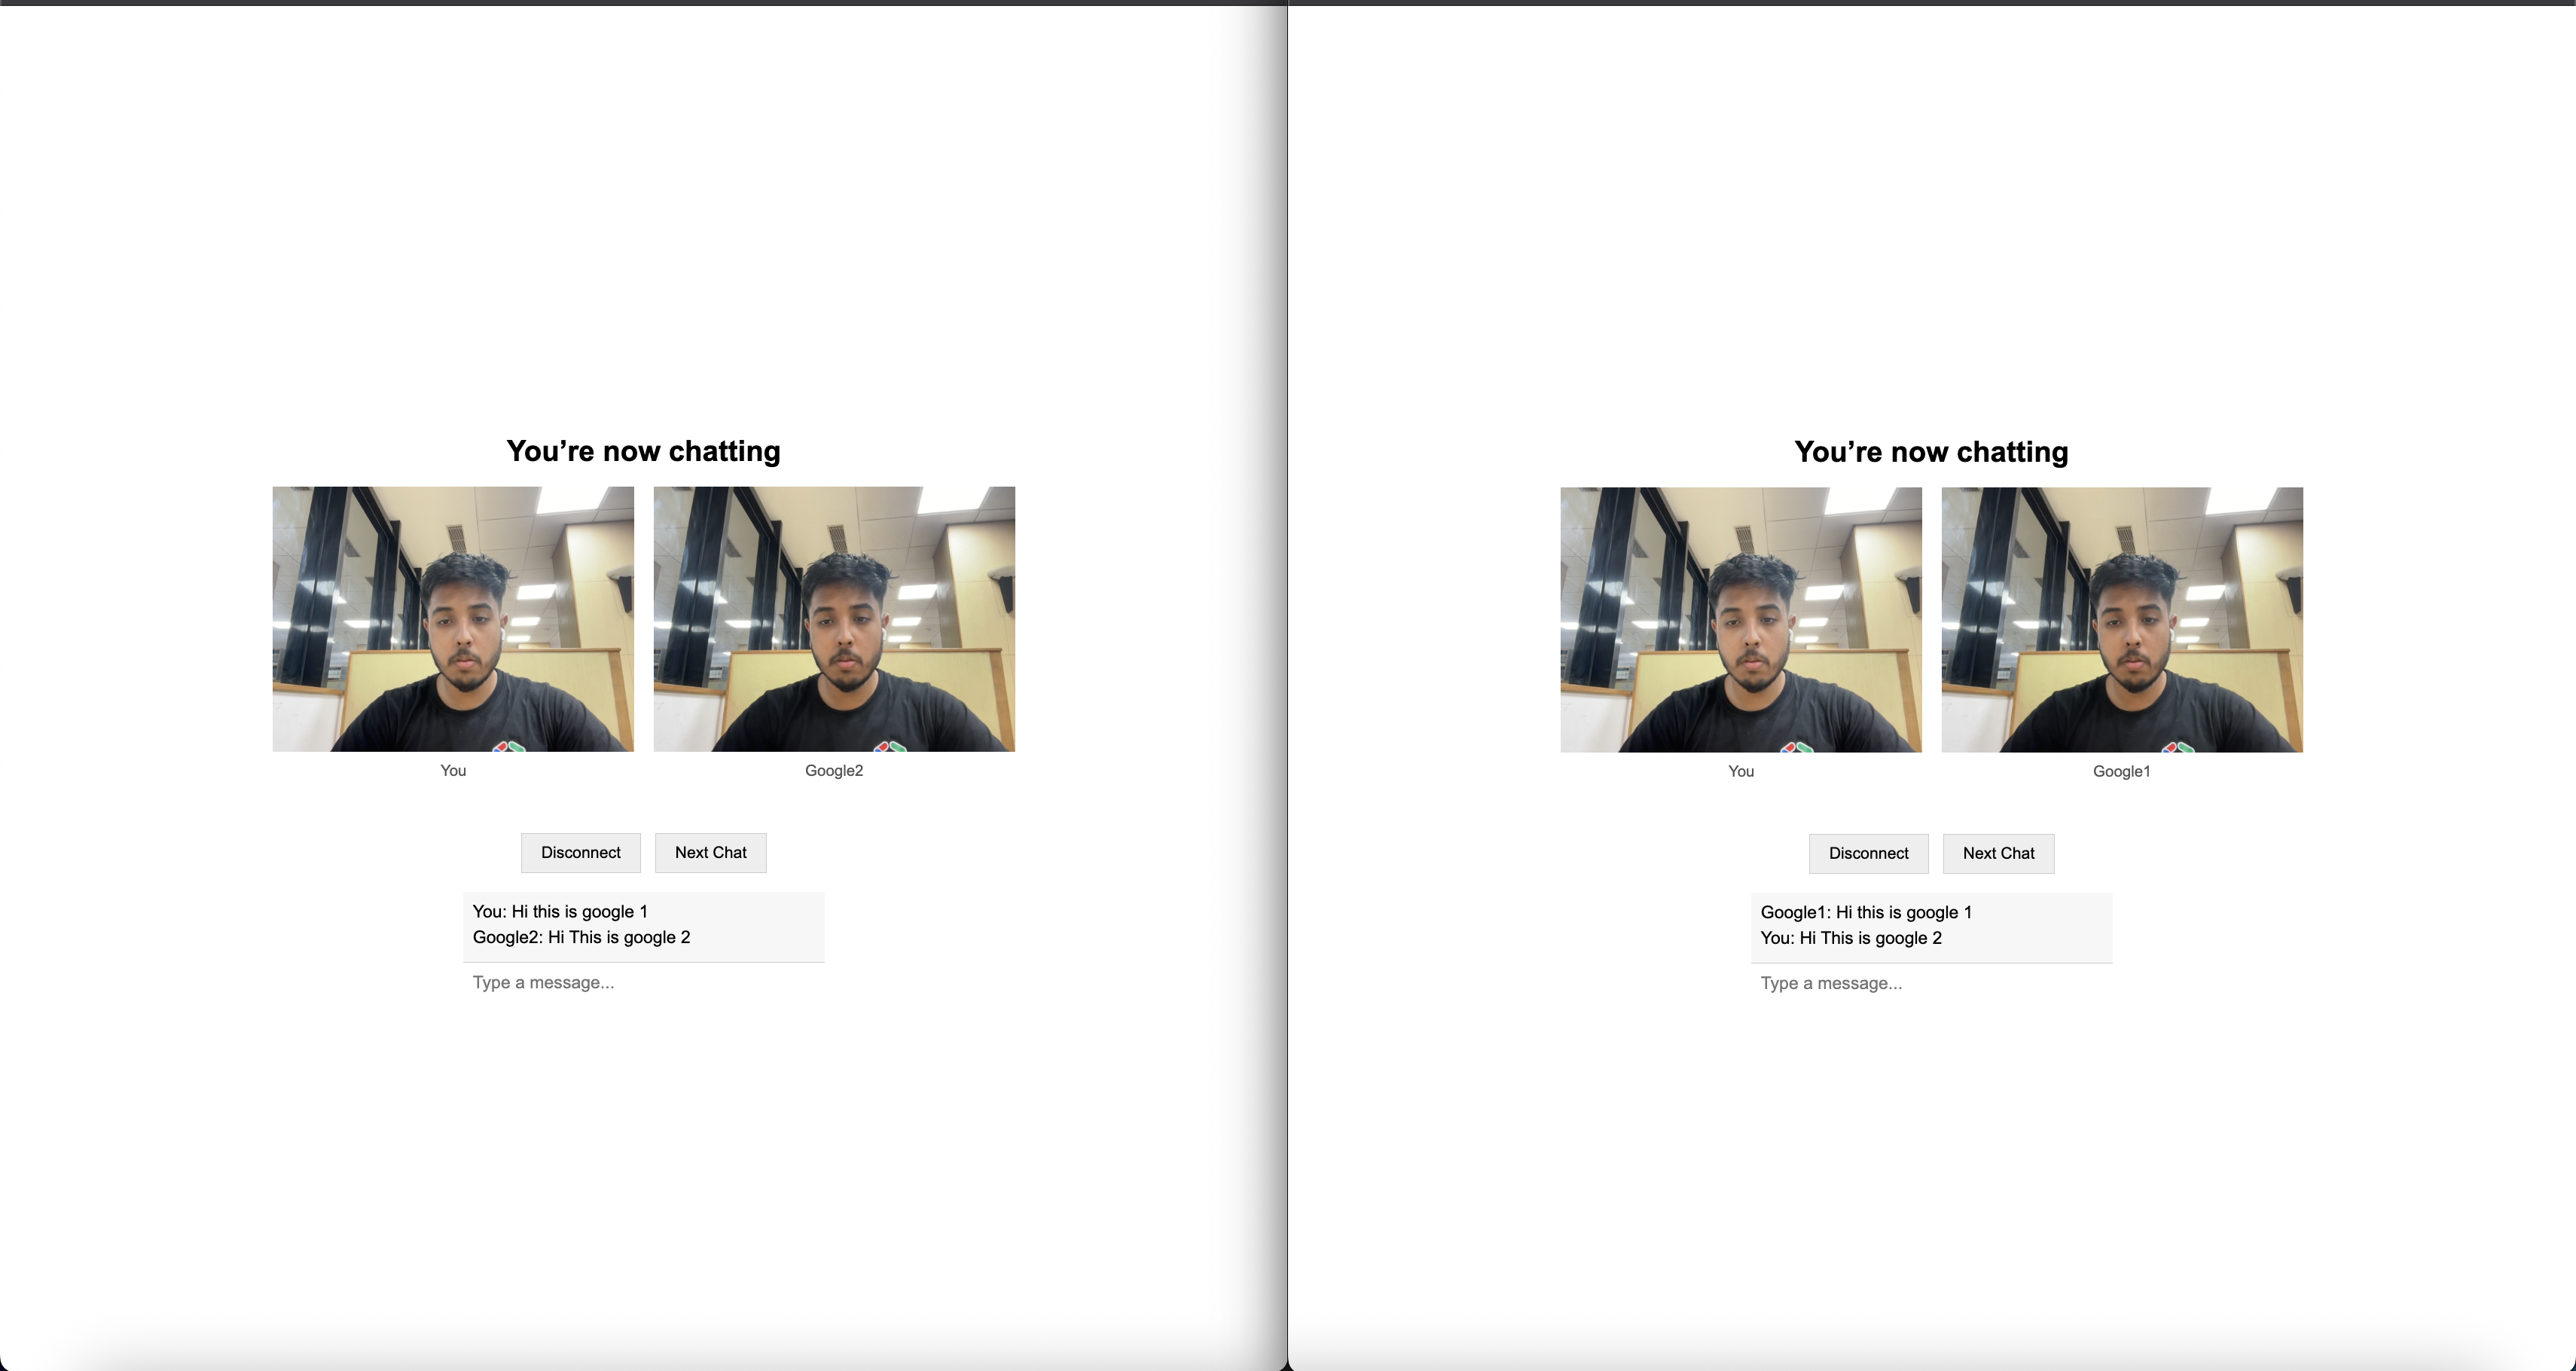 You’re now chatting
You
Google2
Disconnect
Next Chat
You: Hi this is google 1
Google2: Hi This is google 2
Type a message...
You’re now chatting
You
Google1
Disconnect
Next Chat
Google1: Hi this is google 1
You: Hi This is google 2
Type a message...